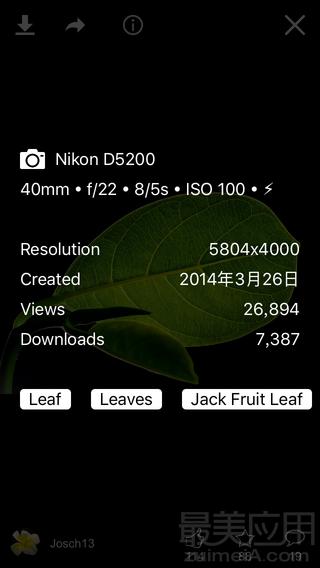 Nikon D5200
40mm • f/22 • 8/5s • ISO 100 • ⚡
Resolution 5804x4000
Created 2014年3月26日
Views 26,894
Downloads 7,387
Leaf Leaves Jack Fruit Leaf
最美应用
Josch13 114 88 19
zuimeiA.com